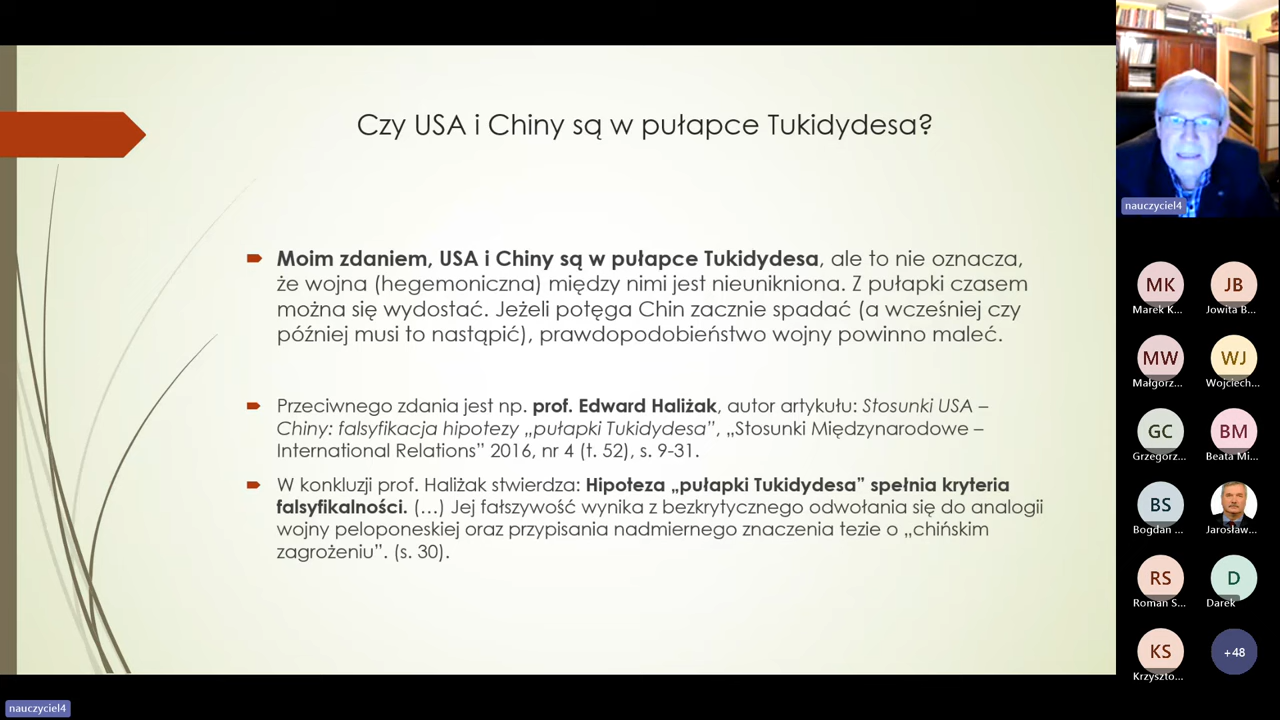 Czy USA i Chiny są w pułapce Tukidydesa?
Moim zdaniem, USA i Chiny są w pułapce Tukidydesa, ale to nie oznacza,
że wojna (hegemoniczna) między nimi jest nieunikniona. Z pułapki czasem
można się wydostać. Jeżeli potęga Chin zacznie spadać (a wcześniej czy
później musi to nastąpić), prawdopodobieństwo wojny powinno maleć.
Przeciwnego zdania jest np. prof. Edward Haliżak, autor artykułu: Stosunki USA –
Chiny: falsyfikacja hipotezy „pułapki Tukidydesa”, „Stosunki Międzynarodowe –
International Relations” 2016, nr 4 (t. 52), s. 9-31.
W konkluzji prof. Haliżak stwierdza: Hipoteza „pułapki Tukidydesa” spełnia kryteria
falsyfikalności. (…) Jej fałszywość wynika z bezkrytycznego odwołania się do analogii
wojny peloponeskiej oraz przypisania nadmiernego znaczenia tezie o „chińskim
zagrożeniu”. (s. 30).
nauczyciel4
MK
JB
Marek K...
Jowita B...
MW
WJ
Małgorz...
Wojciech...
GC
BM
Grzegorz...
Beata Mi...
BS
Bogdan ...
Jarosław...
RS
D
Roman S...
Darek
KS
+48
Krzyszto...
nauczyciel4